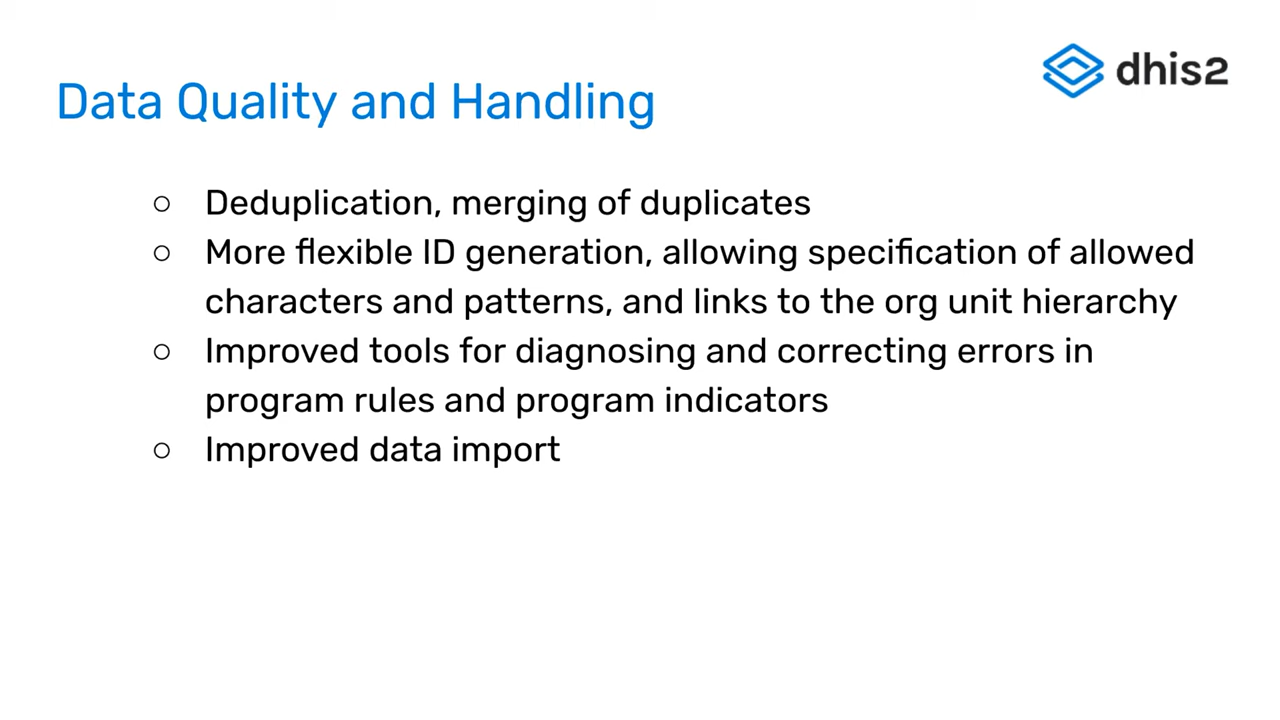 dhis2
Data Quality and Handling
○ Deduplication, merging of duplicates
○ More flexible ID generation, allowing specification of allowed
characters and patterns, and links to the org unit hierarchy
○ Improved tools for diagnosing and correcting errors in
program rules and program indicators
○ Improved data import